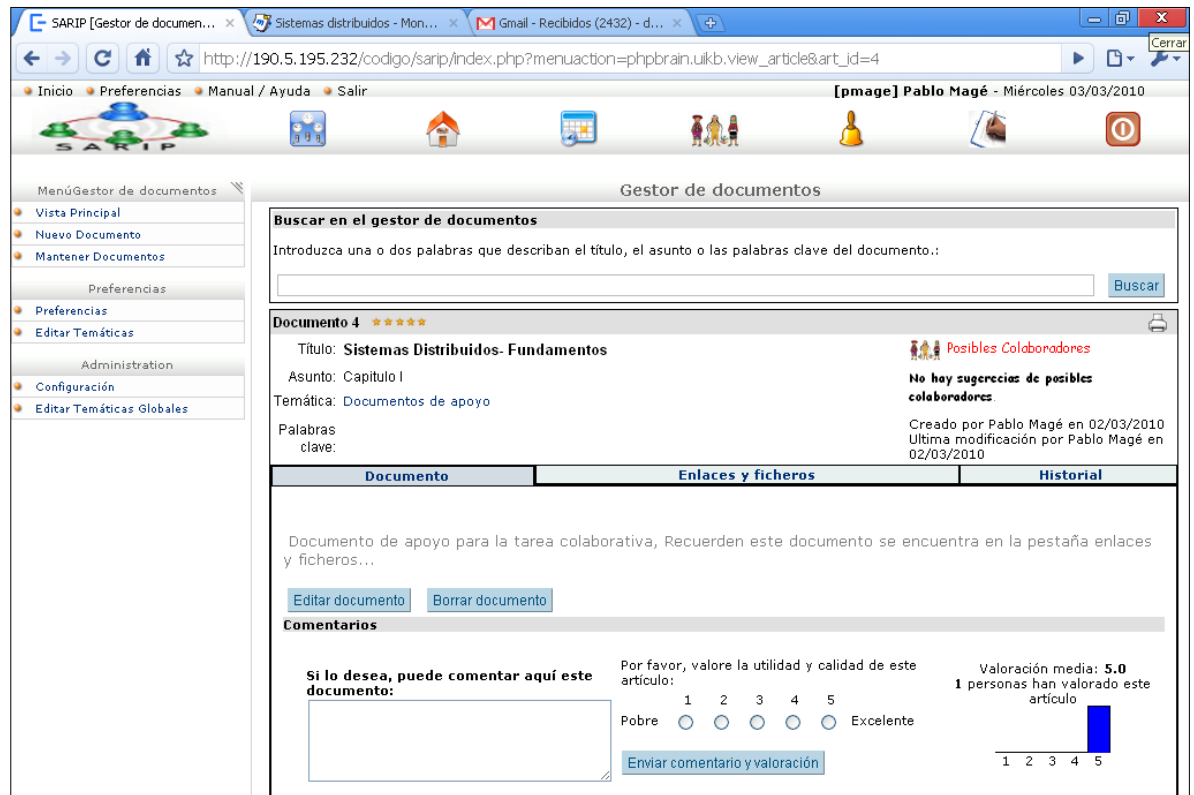 SARIP [Gestor de documen...
Sistemas distribuidos - Mon...
Gmail - Recibidos (2432) - d...
http://190.5.195.232/codigo/sarip/index.php?menuaction=phpbrain.uikb.view_article&art_id=4
Cerrar
Inicio Preferencias Manual / Ayuda Salir
[pmage] Pablo Magé - Miércoles 03/03/2010
SARIP
MenúGestor de documentos
Vista Principal
Nuevo Documento
Mantener Documentos
Preferencias
Preferencias
Editar Temáticas
Administration
Configuración
Editar Temáticas Globales
Gestor de documentos
Buscar en el gestor de documentos
Introduzca una o dos palabras que describan el título, el asunto o las palabras clave del documento.:
Buscar
Documento 4
Título: Sistemas Distribuidos- Fundamentos
Asunto: Capitulo I
Temática: Documentos de apoyo
Palabras
clave:
Posibles Colaboradores
No hay sugerecias de posibles
colaboradores.
Creado por Pablo Magé en 02/03/2010
Ultima modificación por Pablo Magé en
02/03/2010
Documento
Enlaces y ficheros
Historial
Documento de apoyo para la tarea colaborativa, Recuerden este documento se encuentra en la pestaña enlaces
y ficheros...
Editar documento
Borrar documento
Comentarios
Si lo desea, puede comentar aquí este
documento:
Por favor, valore la utilidad y calidad de este
artículo:
1 2 3 4 5
Pobre Excelente
Enviar comentario y valoración
Valoración media: 5.0
1 personas han valorado este
artículo
1 2 3 4 5